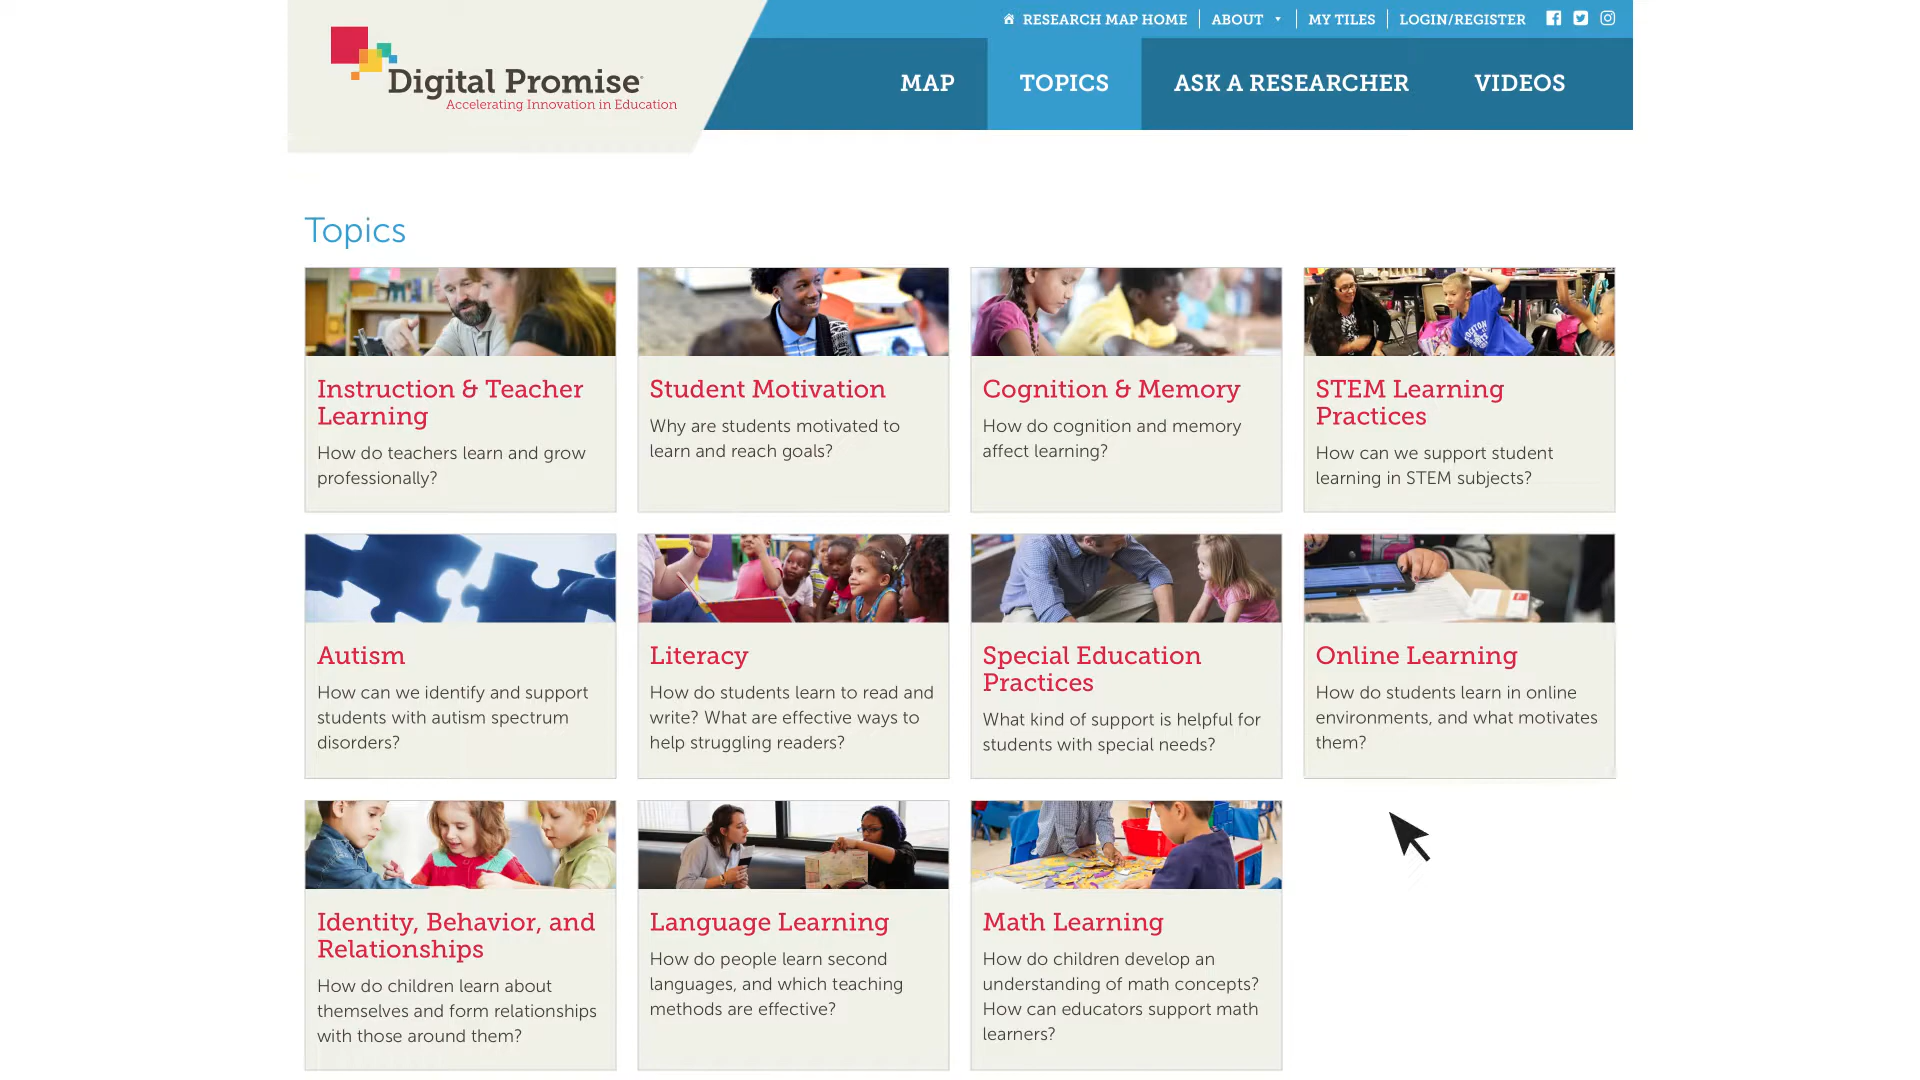 RESEARCH MAP HOME
ABOUT
MY TILES
LOGIN/REGISTER
Digital Promise
Accelerating Innovation in Education
MAP
TOPICS
ASK A RESEARCHER
VIDEOS
Topics
Instruction & Teacher
Learning
How do teachers learn and grow
professionally?
Student Motivation
Why are students motivated to
learn and reach goals?
Cognition & Memory
How do cognition and memory
affect learning?
STEM Learning
Practices
How can we support student
learning in STEM subjects?
Autism
How can we identify and support
students with autism spectrum
disorders?
Literacy
How do students learn to read and
write? What are effective ways to
help struggling readers?
Special Education
Practices
What kind of support is helpful for
students with special needs?
Online Learning
How do students learn in online
environments, and what motivates
them?
Identity, Behavior, and
Relationships
How do children learn about
themselves and form relationships
with those around them?
Language Learning
How do people learn second
languages, and which teaching
methods are effective?
Math Learning
How do children develop an
understanding of math concepts?
How can educators support math
learners?